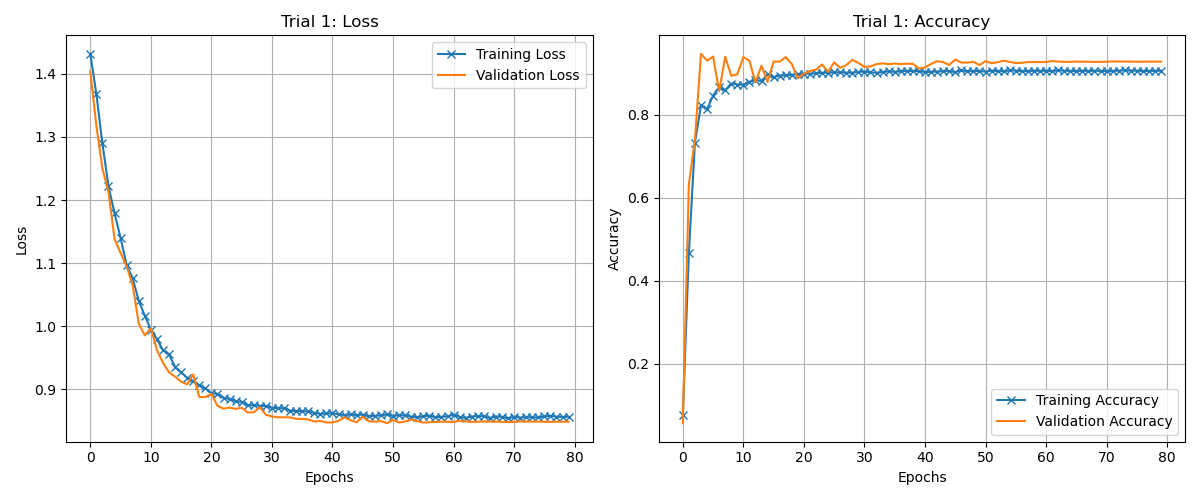 Trial 1: Loss
Loss
1.4
1.3
1.2
1.1
1.0
0.9
Training Loss
Validation Loss
0 10 20 30 40 50 60 70 80
Epochs
Trial 1: Accuracy
Accuracy
0.8
0.6
0.4
0.2
Training Accuracy
Validation Accuracy
0 10 20 30 40 50 60 70 80
Epochs